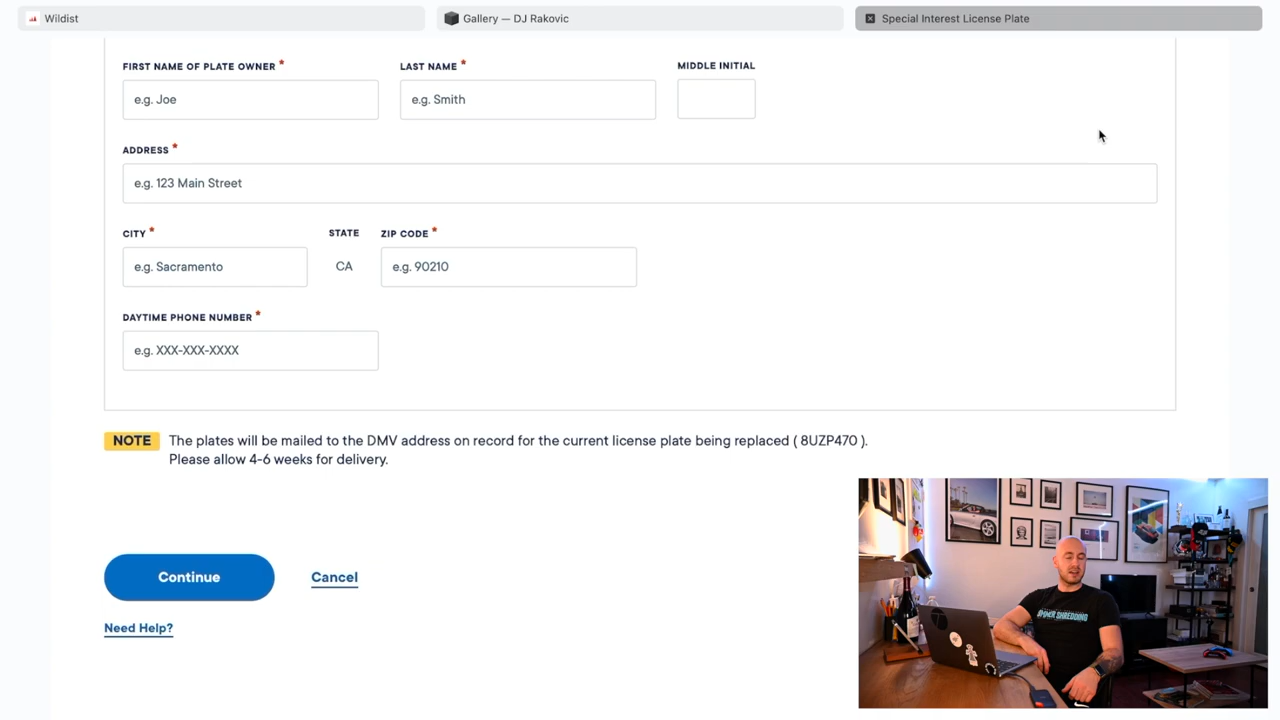 Wildist
Gallery — DJ Rakovic
Special Interest License Plate
FIRST NAME OF PLATE OWNER *
LAST NAME *
MIDDLE INITIAL
e.g. Joe
e.g. Smith
ADDRESS *
e.g. 123 Main Street
CITY *
STATE
ZIP CODE *
e.g. Sacramento
CA
e.g. 90210
DAYTIME PHONE NUMBER *
e.g. XXX-XXX-XXXX
NOTE The plates will be mailed to the DMV address on record for the current license plate being replaced ( 8UZP470 ).
Please allow 4-6 weeks for delivery.
Continue
Cancel
Need Help?
SHREDDING